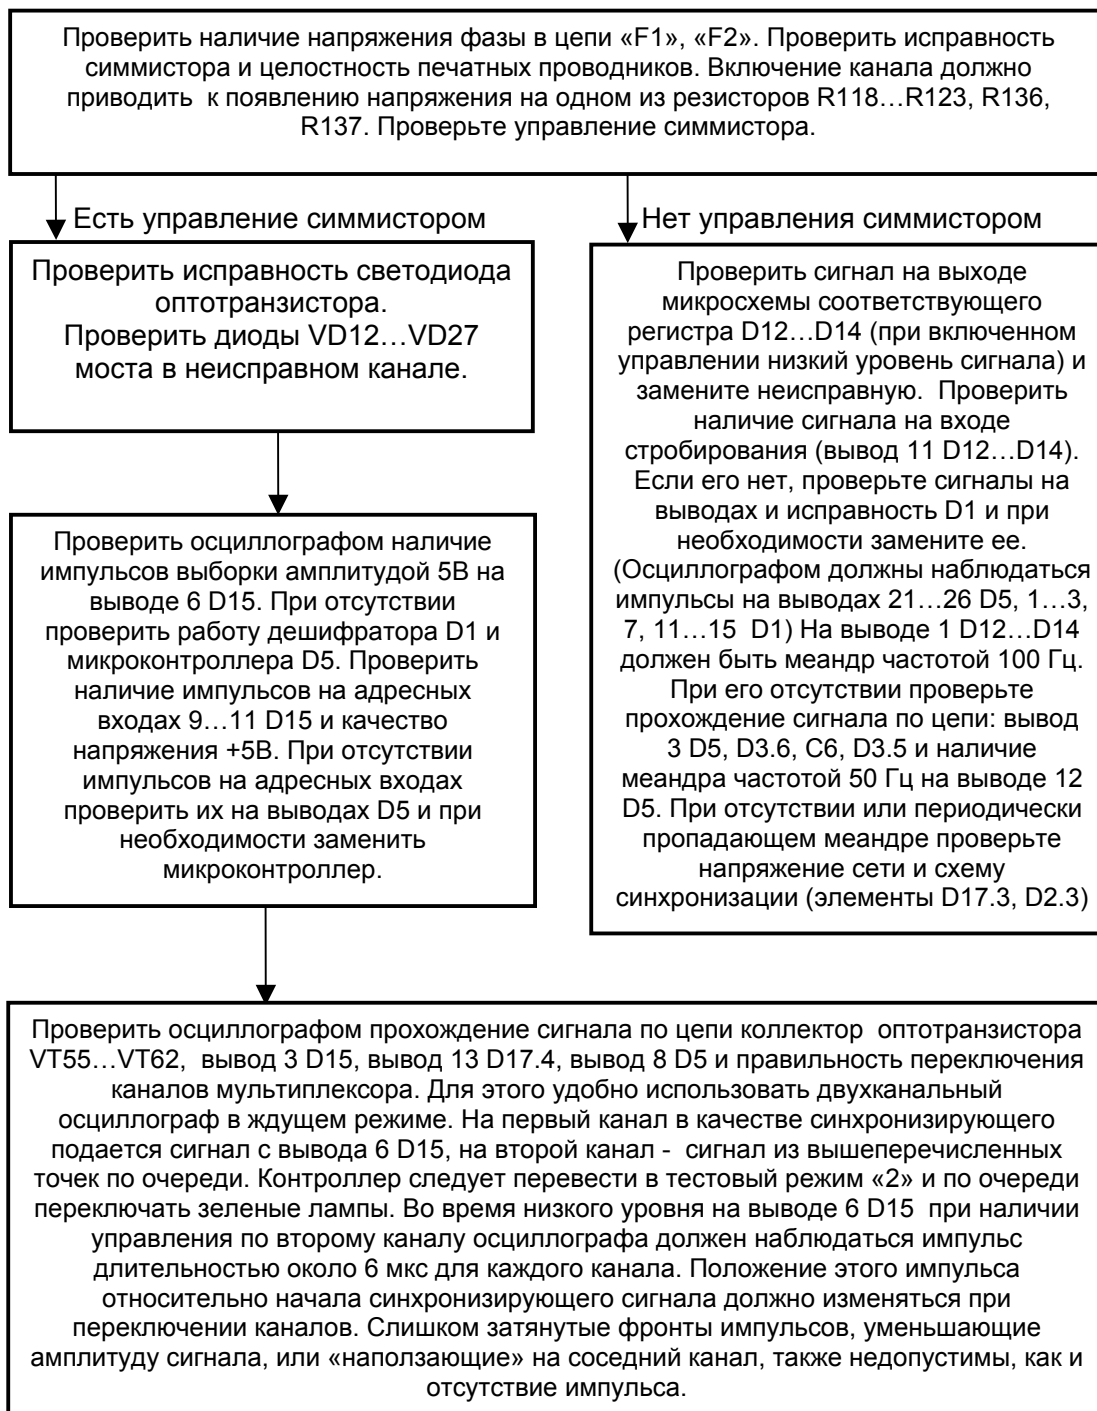 Проверить наличие напряжения фазы в цепи «F1», «F2». Проверить исправность
симмистора и целостность печатных проводников. Включение канала должно
приводить к появлению напряжения на одном из резисторов R118…R123, R136,
R137. Проверьте управление симмистора.
Есть управление симмистором
Проверить исправность светодиода
оптотранзистора.
Проверить диоды VD12…VD27
моста в неисправном канале.
Проверить осциллографом наличие
импульсов выборки амплитудой 5В на
выводе 6 D15. При отсутствии
проверить работу дешифратора D1 и
микроконтроллера D5. Проверить
наличие импульсов на адресных
входах 9…11 D15 и качество
напряжения +5В. При отсутствии
импульсов на адресных входах
проверить их на выводах D5 и при
необходимости заменить
микроконтроллер.
Нет управления симмистором
Проверить сигнал на выходе
микросхемы соответствующего
регистра D12…D14 (при включенном
управлении низкий уровень сигнала) и
замените неисправную. Проверить
наличие сигнала на входе
стробирования (вывод 11 D12…D14).
Если его нет, проверьте сигналы на
выводах и исправность D1 и при
необходимости замените ее.
(Осциллографом должны наблюдаться
импульсы на выводах 21…26 D5, 1…3,
7, 11…15 D1) На выводе 1 D12…D14
должен быть меандр частотой 100 Гц.
При его отсутствии проверьте
прохождение сигнала по цепи: вывод
3 D5, D3.6, C6, D3.5 и наличие
меандра частотой 50 Гц на выводе 12
D5. При отсутствии или периодически
пропадающем меандре проверьте
напряжение сети и схему
синхронизации (элементы D17.3, D2.3)
Проверить осциллографом прохождение сигнала по цепи коллектор оптотранзистора
VT55…VT62, вывод 3 D15, вывод 13 D17.4, вывод 8 D5 и правильность переключения
каналов мультиплексора. Для этого удобно использовать двухканальный
осциллограф в ждущем режиме. На первый канал в качестве синхронизирующего
подается сигнал с вывода 6 D15, на второй канал - сигнал из вышеперечисленных
точек по очереди. Контроллер следует перевести в тестовый режим «2» и по очереди
переключать зеленые лампы. Во время низкого уровня на выводе 6 D15 при наличии
управления по второму каналу осциллографа должен наблюдаться импульс
длительностью около 6 мкс для каждого канала. Положение этого импульса
относительно начала синхронизирующего сигнала должно изменяться при
переключении каналов. Слишком затянутые фронты импульсов, уменьшающие
амплитуду сигнала, или «наползающие» на соседний канал, также недопустимы, как и
отсутствие импульса.